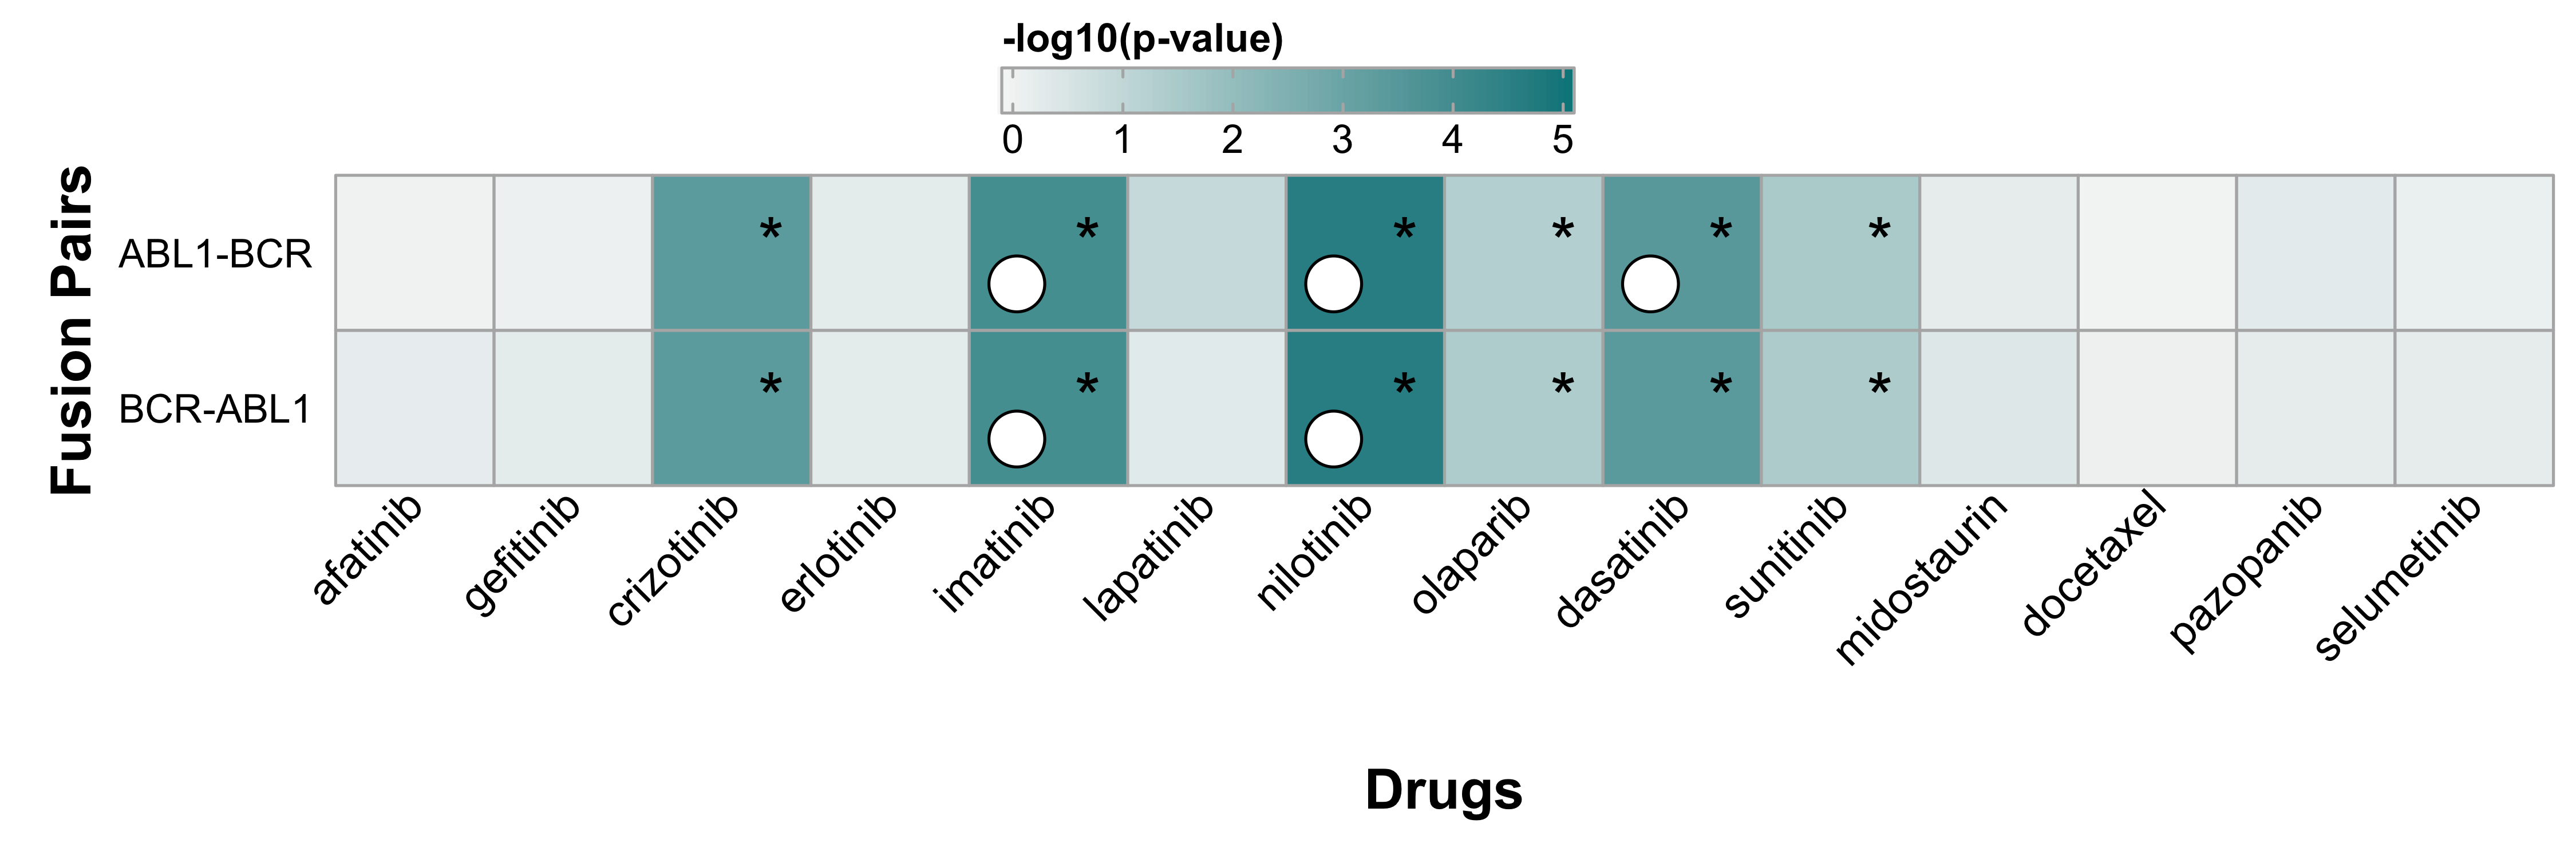 -log10(p-value)
0 1 2 3 4 5
Fusion Pairs
ABL1-BCR
* * * * * *
BCR-ABL1
* * * * * *
afatinib gefitinib crizotinib erlotinib imatinib lapatinib nilotinib olaparib dasatinib sunitinib midostaurin docetaxel pazopanib selumetinib
Drugs